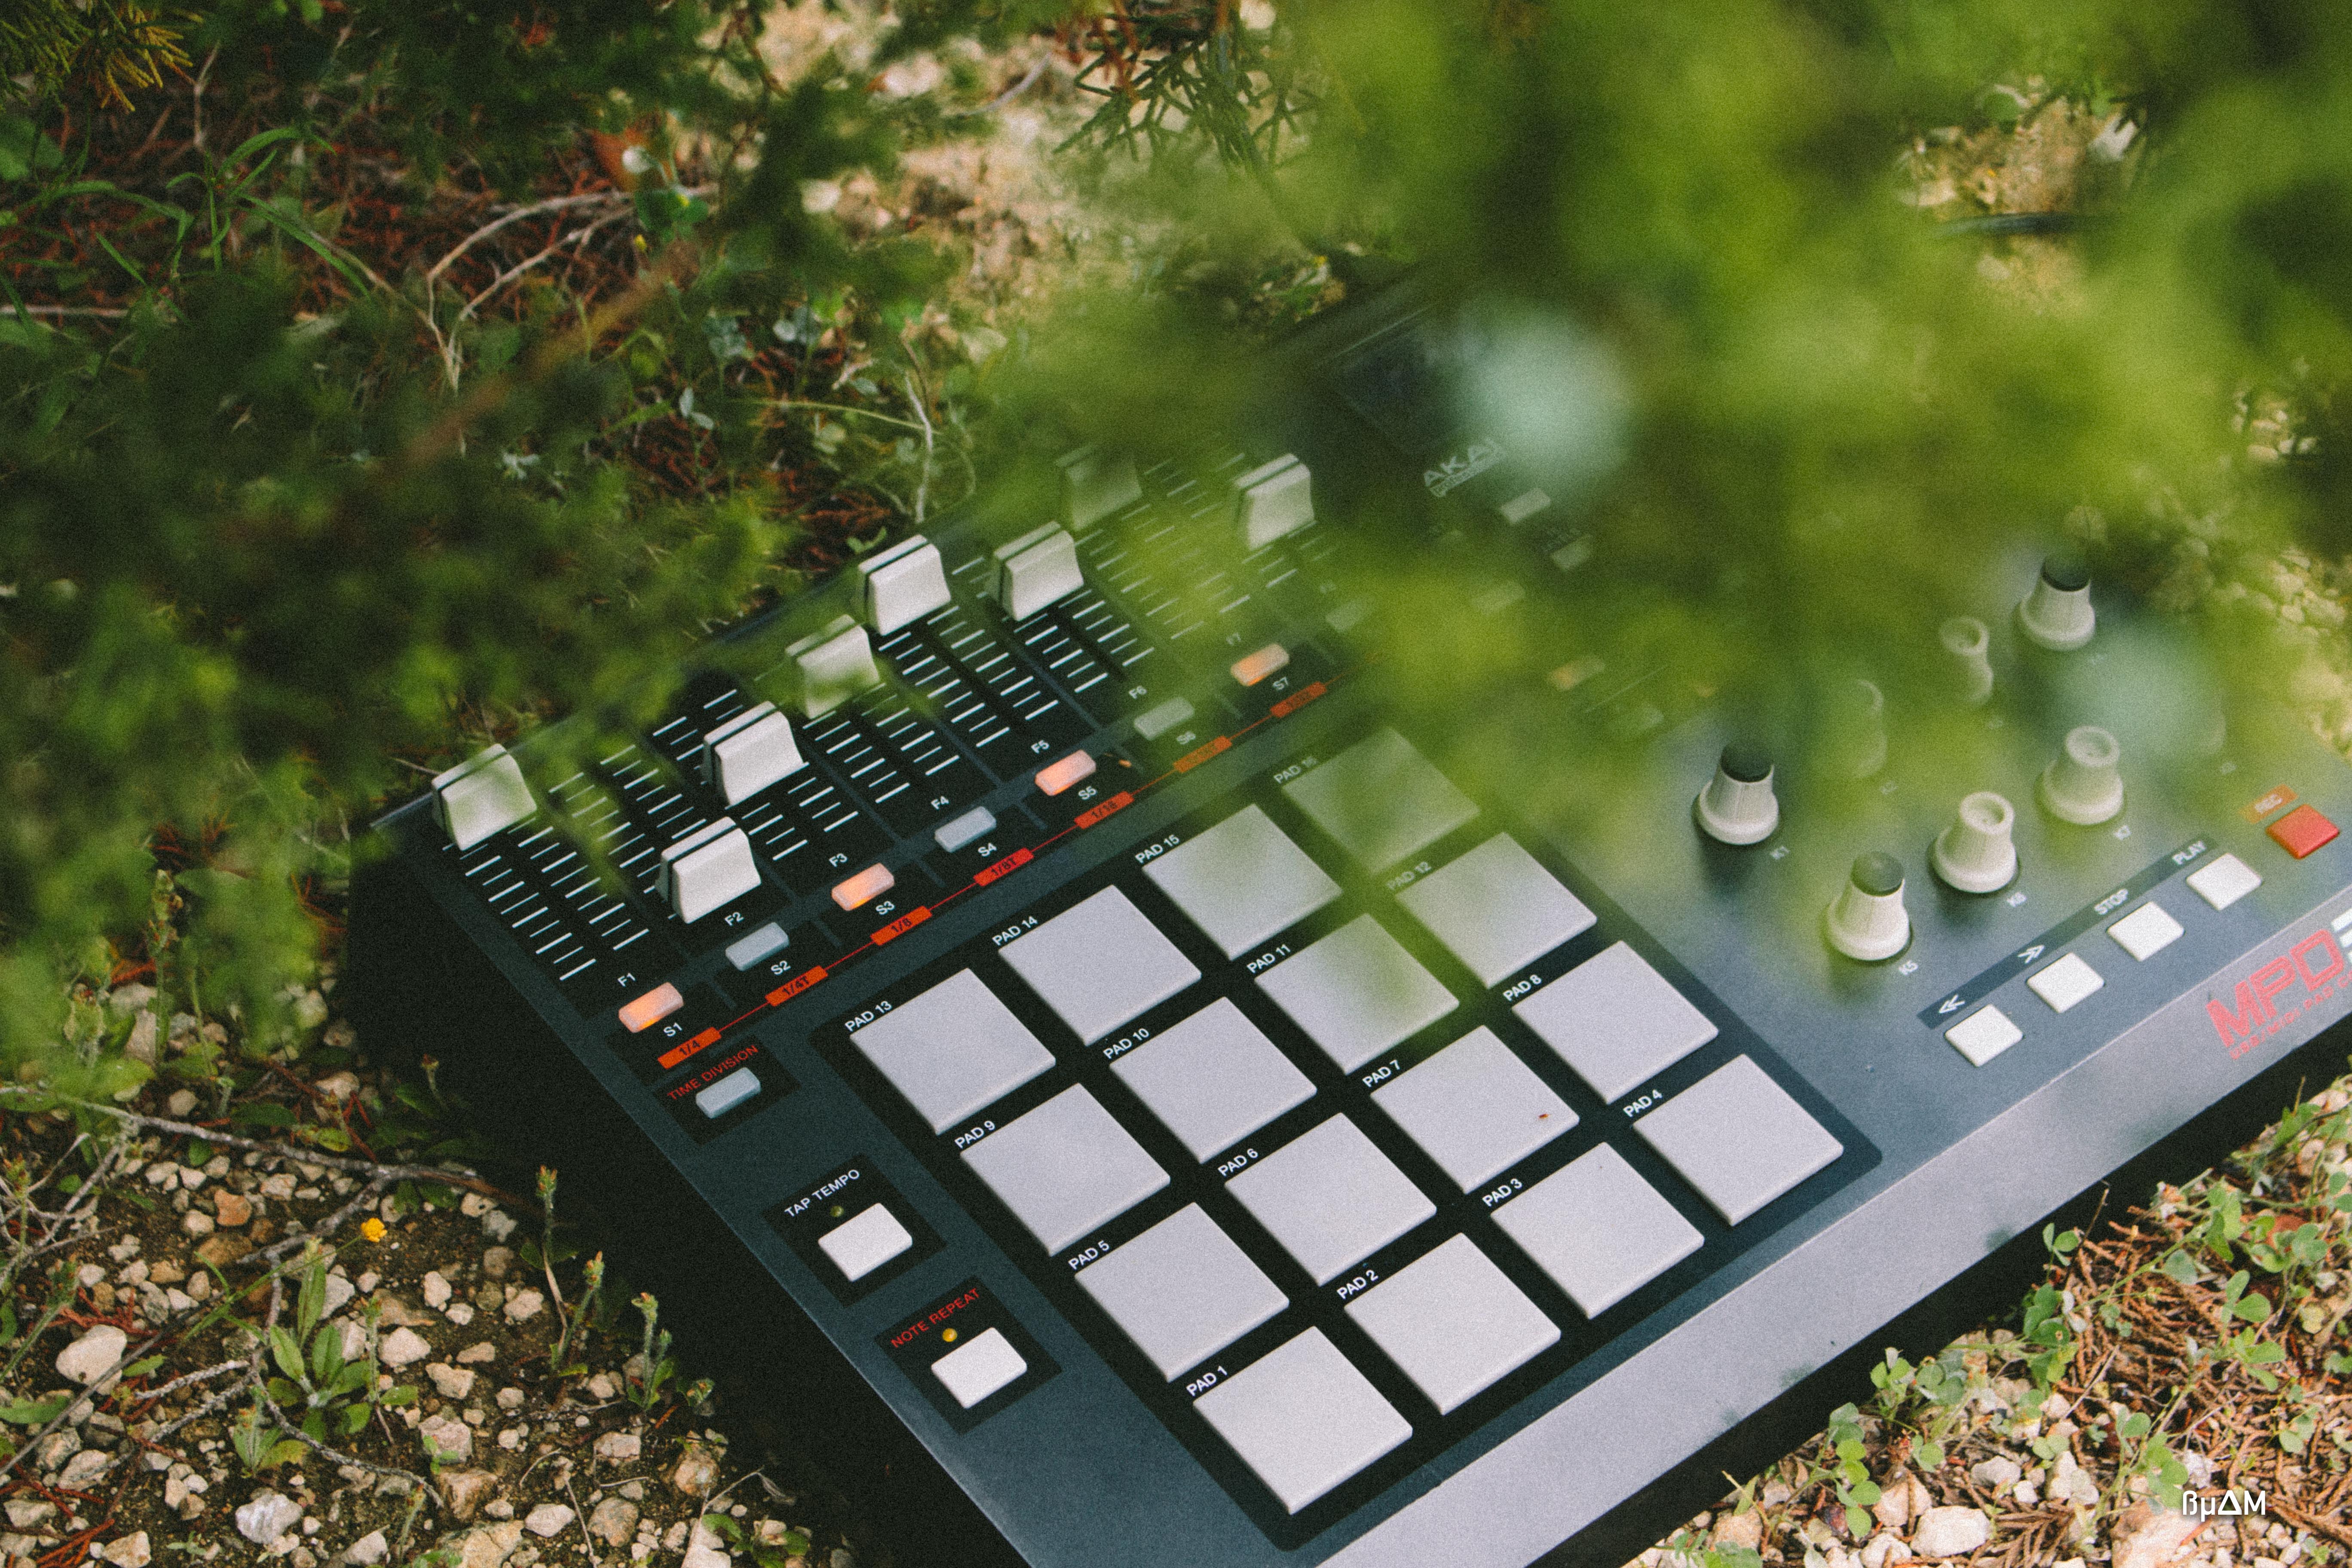 AKAI
F7
F6
F5
F4
F3
F2
F1
S7
S6
S5
S4
S3
S2
S1
1/16
1/8T
1/8
1/4T
1/4
TIME DIVISION
TAP TEMPO
NOTE REPEAT
PAD 16
PAD 15
PAD 14
PAD 13
PAD 12
PAD 11
PAD 10
PAD 9
PAD 8
PAD 7
PAD 6
PAD 5
PAD 4
PAD 3
PAD 2
PAD 1
K1
K5
K6
K7
REC
PLAY
STOP
≫
≪
MPD
ßµ∆M